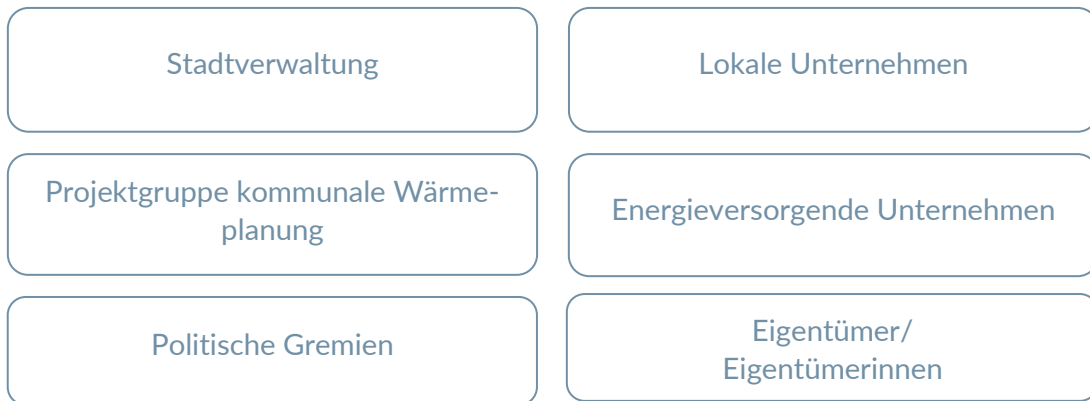 Stadtverwaltung
Lokale Unternehmen
Projektgruppe kommunale Wärme-
planung
Energieversorgende Unternehmen
Politische Gremien
Eigentümer/
Eigentümerinnen